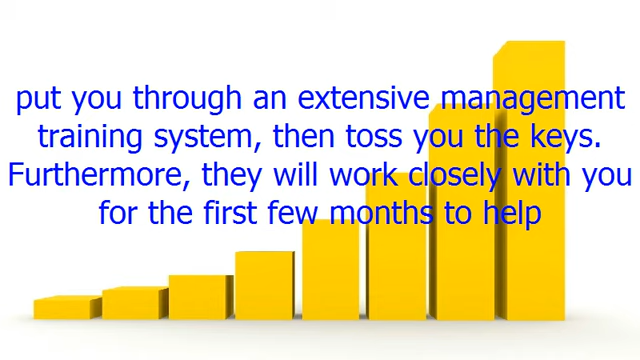 put you through an extensive management
training system, then toss you the keys.
Furthermore, they will work closely with you
for the first few months to help